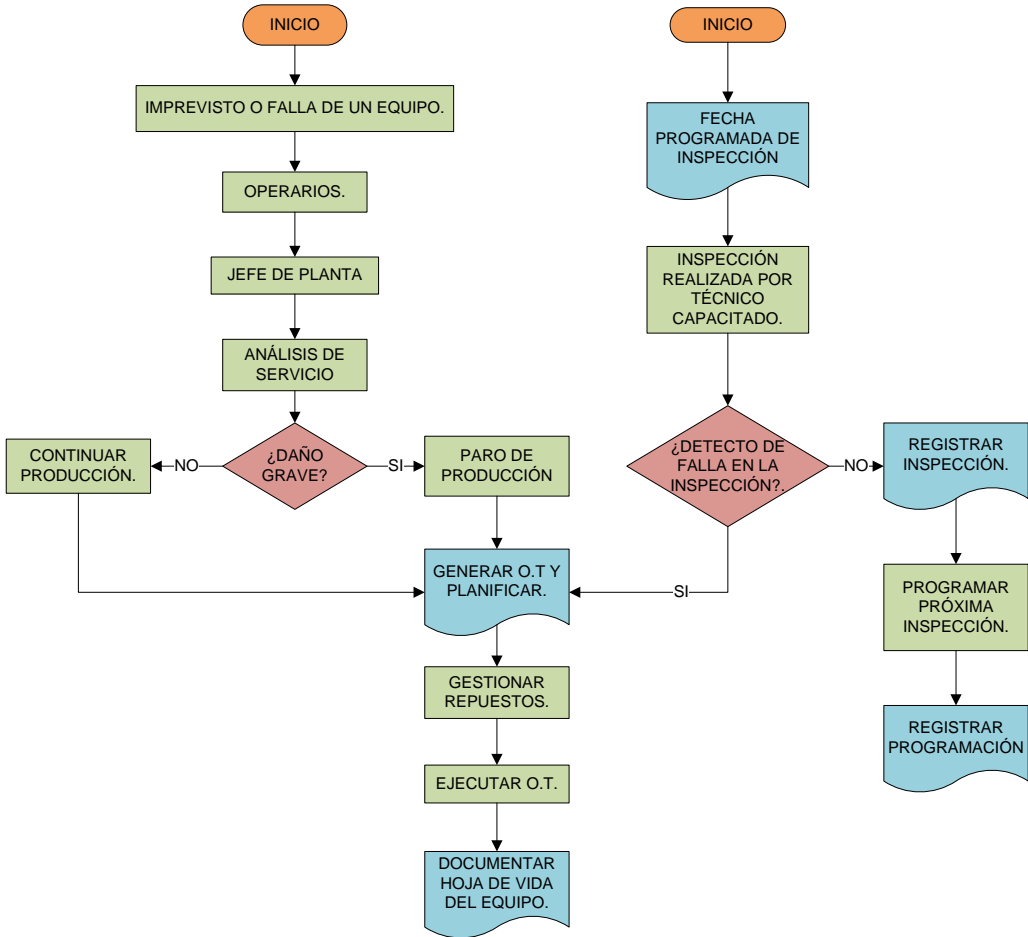 INICIO
IMPREVISTO O FALLA DE UN EQUIPO.
OPERARIOS.
JEFE DE PLANTA
ANÁLISIS DE
SERVICIO
¿DAÑO
GRAVE?
NO
CONTINUAR
PRODUCCIÓN.
SI
PARO DE
PRODUCCIÓN
GENERAR O.T Y
PLANIFICAR.
GESTIONAR
REPUESTOS.
EJECUTAR O.T.
DOCUMENTAR
HOJA DE VIDA
DEL EQUIPO.
INICIO
FECHA
PROGRAMADA DE
INSPECCIÓN
INSPECCIÓN
REALIZADA POR
TÉCNICO
CAPACITADO.
¿DETECTO DE
FALLA EN LA
INSPECCIÓN?.
SI
NO
REGISTRAR
INSPECCIÓN.
PROGRAMAR
PRÓXIMA
INSPECCIÓN.
REGISTRAR
PROGRAMACIÓN